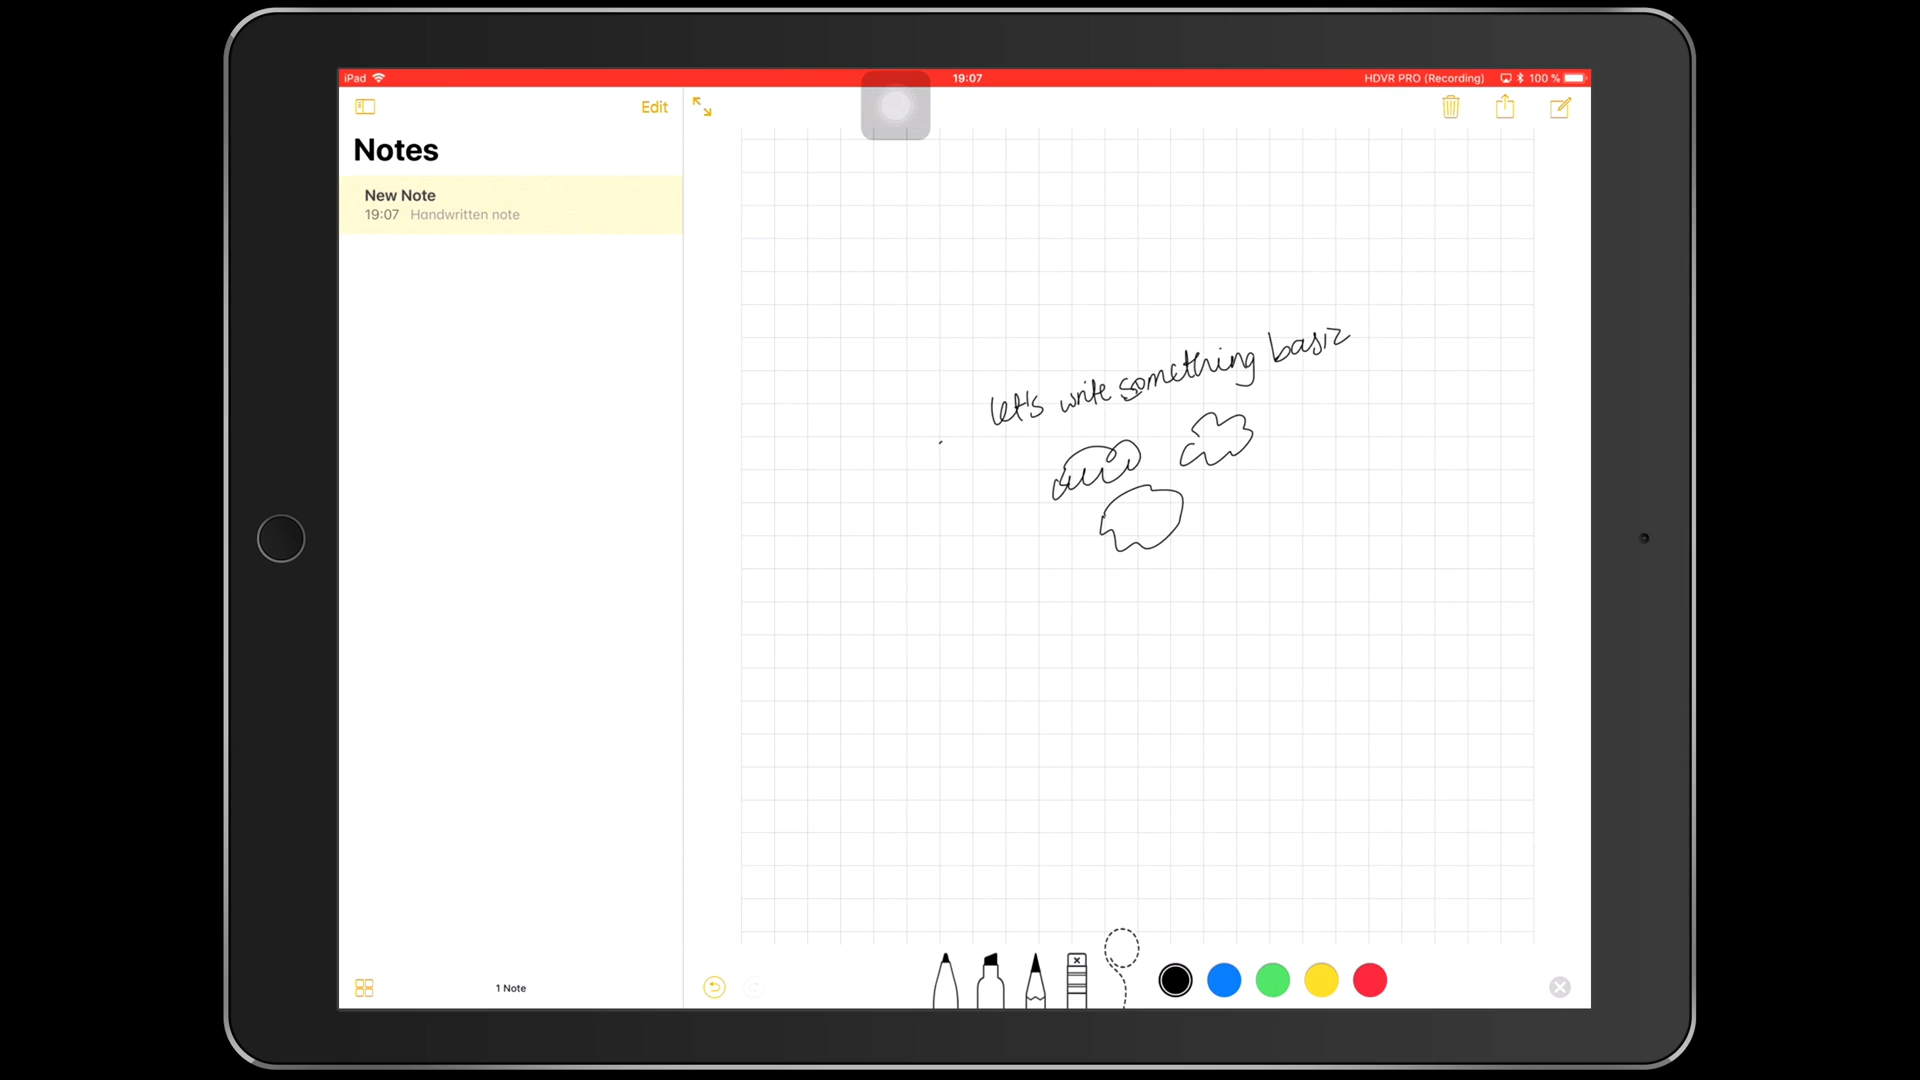 iPad 19:07 HDVR PRO (Recording) 100 %
Edit
Notes
New Note
19:07 Handwritten note
let's write something basic
1 Note